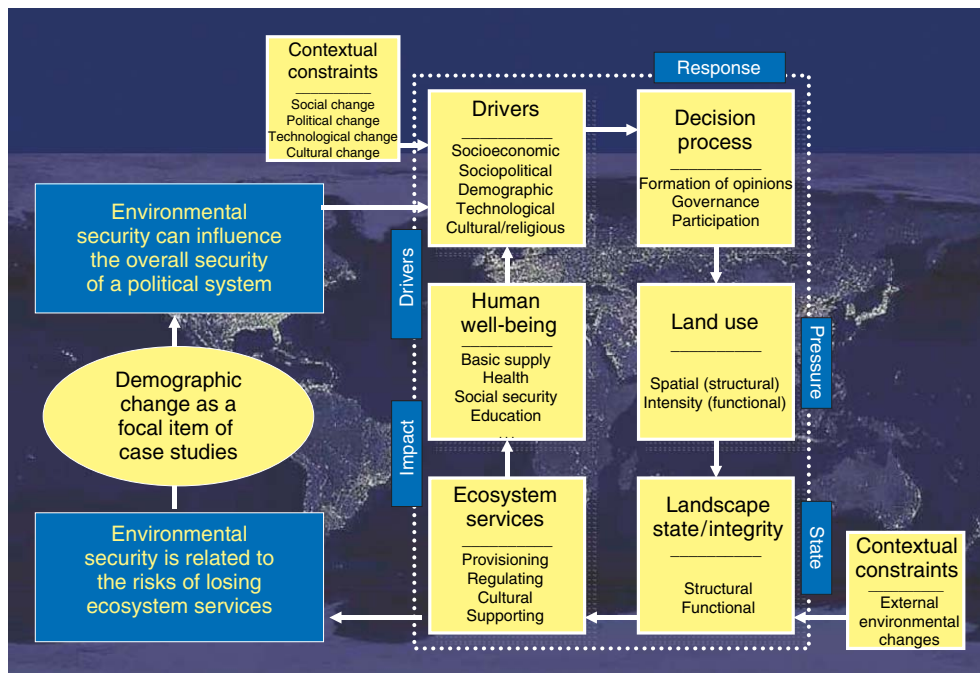 Contextual
constraints
Social change
Political change
Technological change
Cultural change
Response
Drivers
Socioeconomic
Sociopolitical
Demographic
Technological
Cultural/religious
Decision
process
Formation of opinions
Governance
Participation
Environmental
security can influence
the overall security
of a political system
Drivers
Human
well-being
Basic supply
Health
Social security
Education
...
Land use
Spatial (structural)
Intensity (functional)
Pressure
Demographic
change as a
focal item of
case studies
Impact
Ecosystem
services
Provisioning
Regulating
Cultural
Supporting
Landscape
state/integrity
Structural
Functional
State
Environmental
security is related to
the risks of losing
ecosystem services
Contextual
constraints
External
environmental
changes